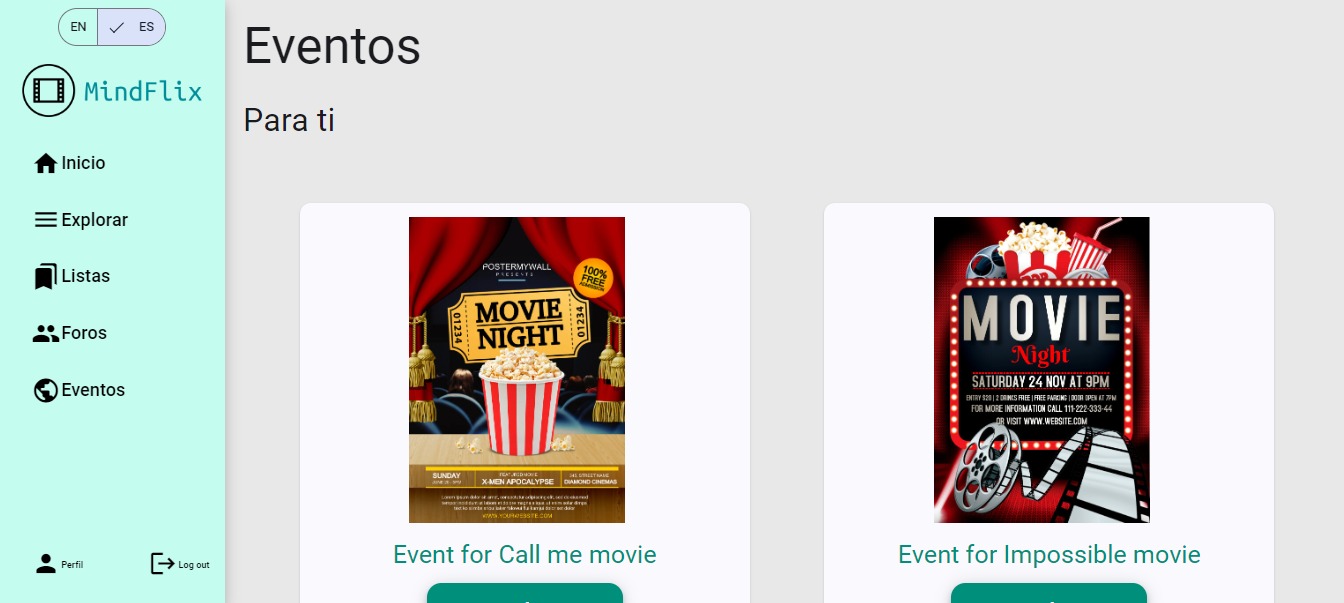 EN
ES
MindFlix
Inicio
Explorar
Listas
Foros
Eventos
Perfil
Log out
Eventos
Para ti
POSTERMYWALL
PRESENTS
100%
FREE
ADMISSION
01234
MOVIE
NIGHT
01234
SUNDAY
FEATURED MOVIE
X-MEN APOCALYPSE
DIAMOND CINEMAS
WWW.YOURWEBSITE.COM
Event for Call me movie
MOVIE
Night
SATURDAY 24 NOV AT 9PM
ENTRY $20 | 2 DRINKS FREE | FREE PARKING | DOOR OPEN AT 7PM
FOR MORE INFORMATION CALL 111-222-333-44
OR VISIT WWW.WEBSITE.COM
Event for Impossible movie